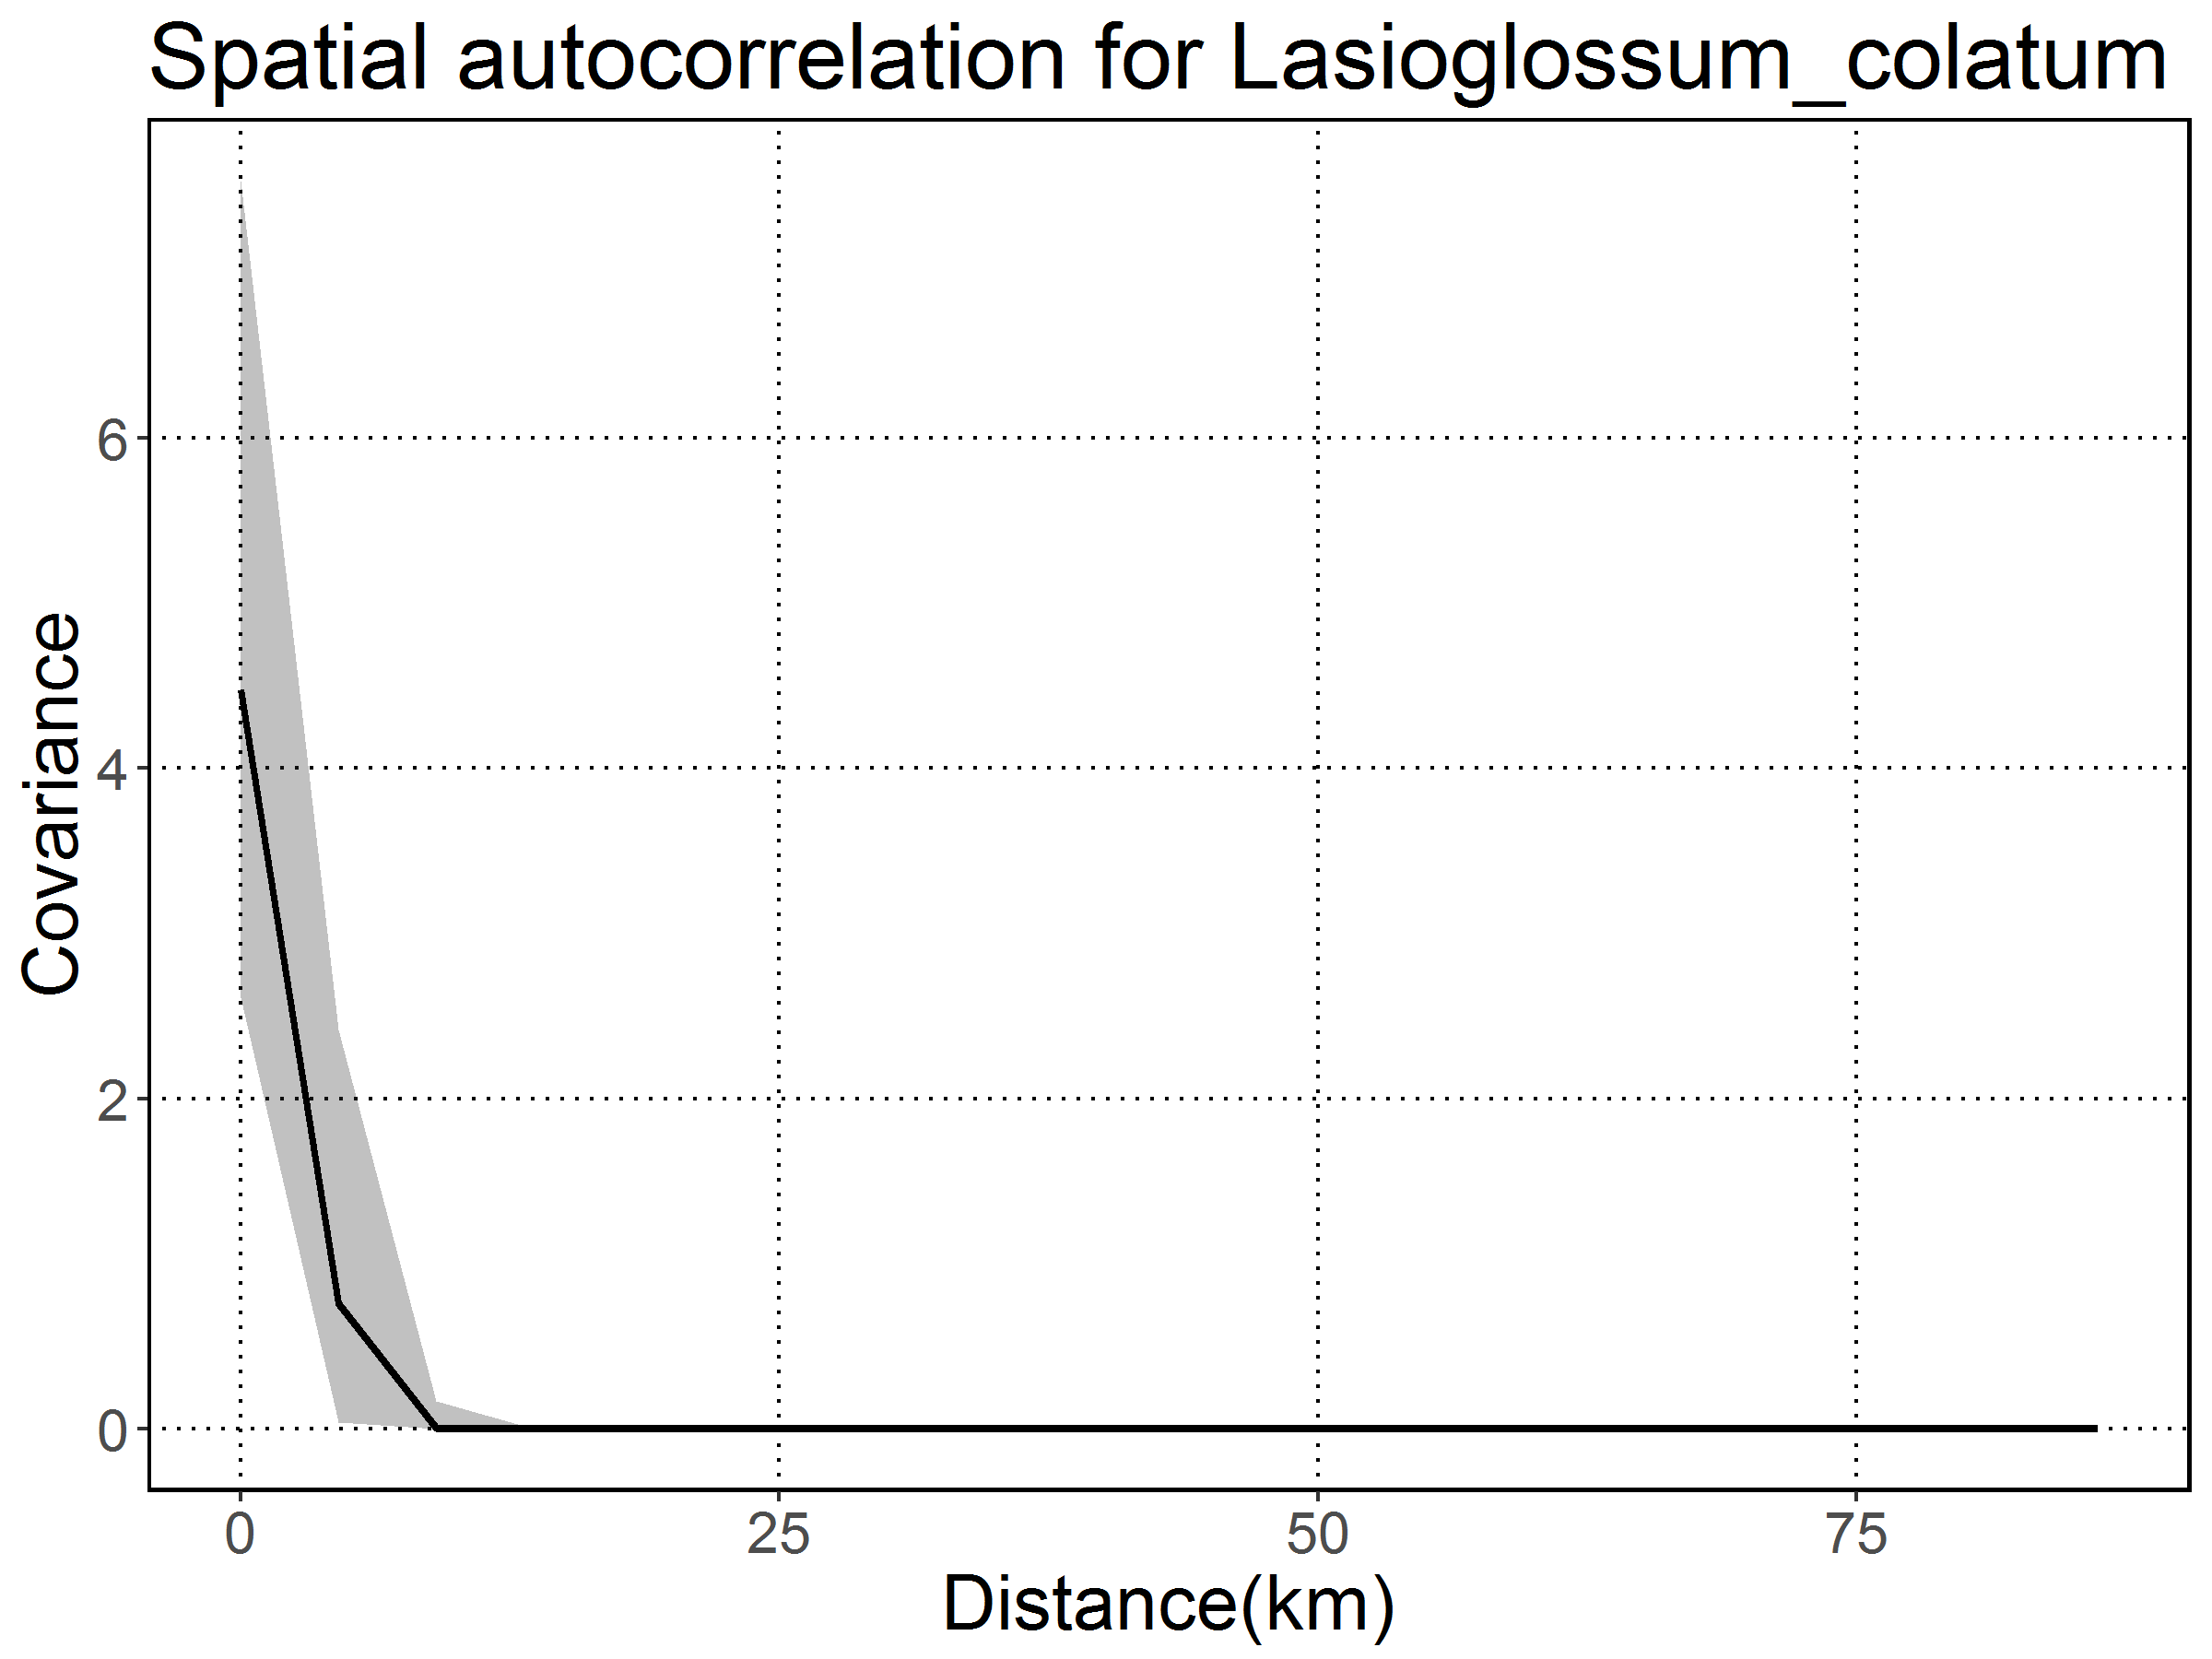 Spatial autocorrelation for Lasioglossum_colatum
Covariance
6
4
2
0
0 25 50 75
Distance(km)